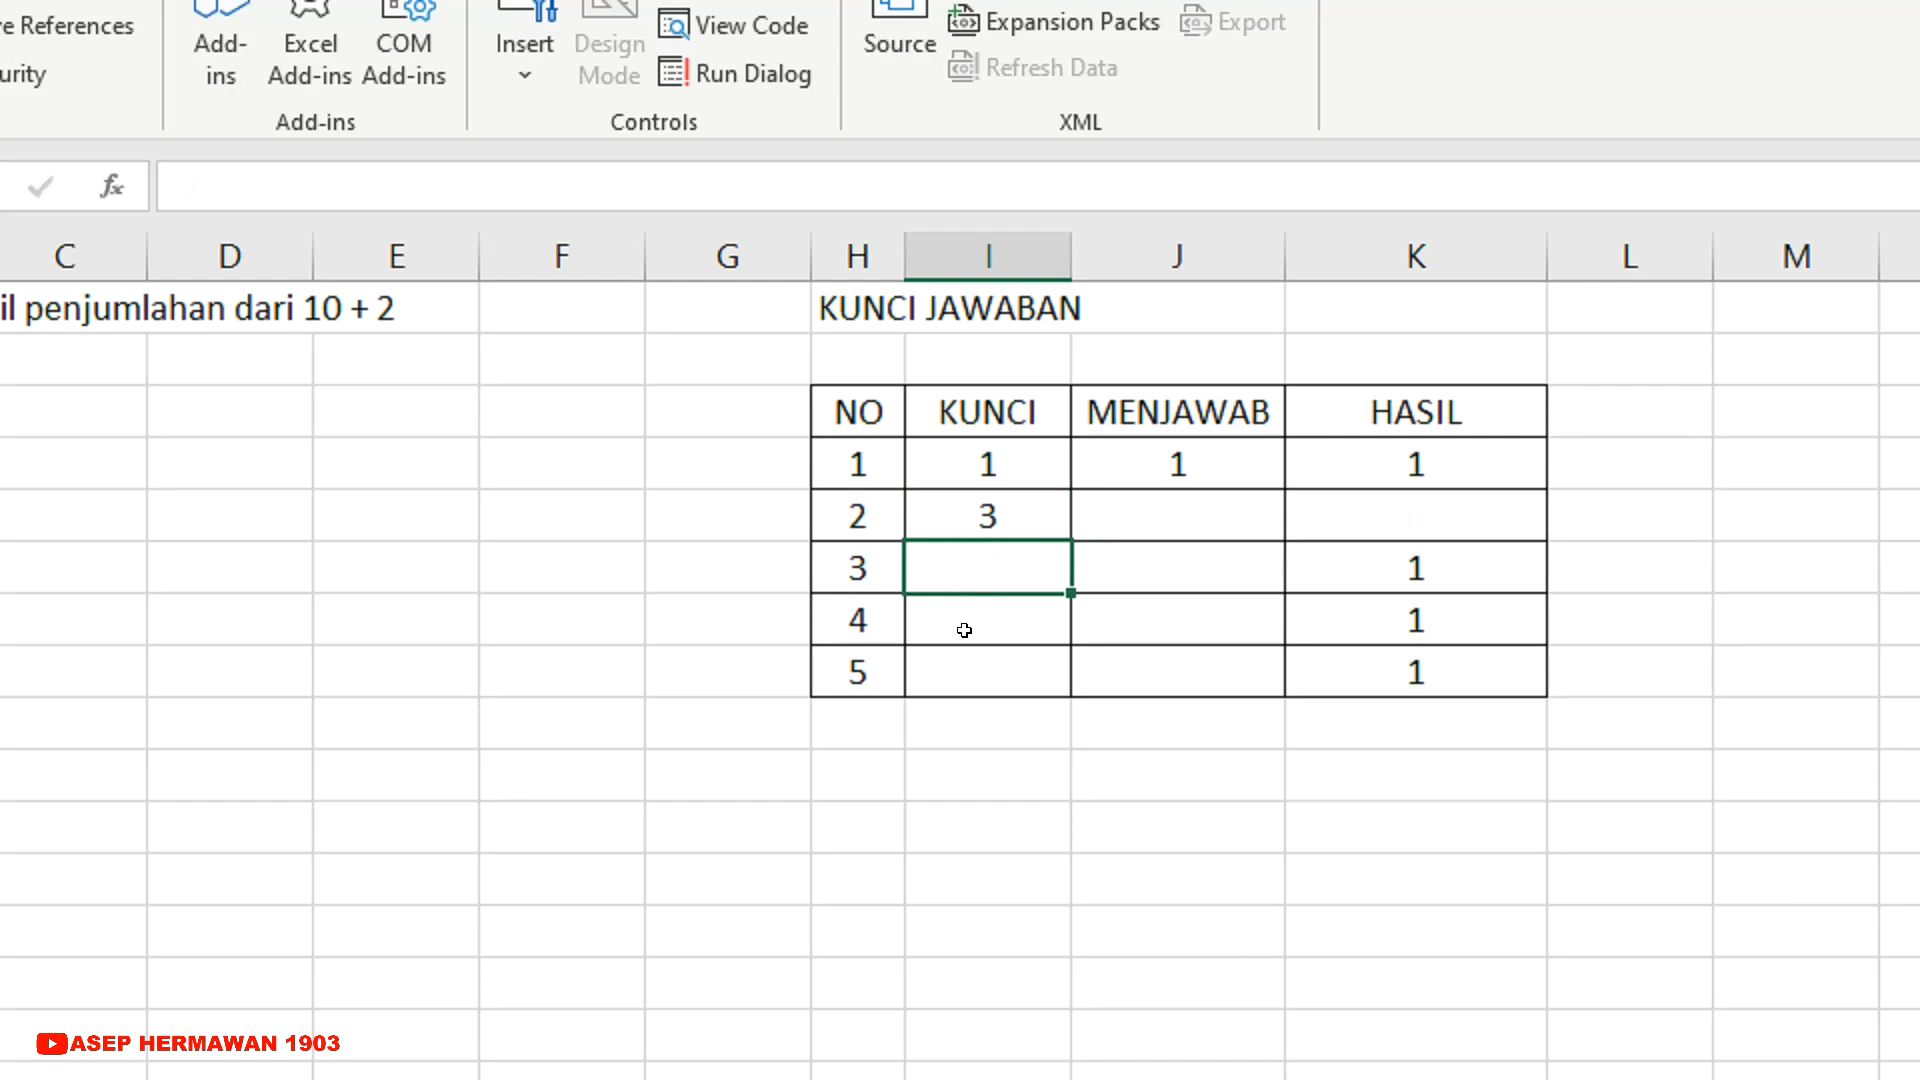 re References
urity
Add-
ins
Excel
Add-ins
COM
Add-ins
Add-ins
Insert
Design
Mode
View Code
Run Dialog
Controls
Source
Expansion Packs
Export
Refresh Data
XML
fx
C D E F G H I J K L M
il penjumlahan dari 10 + 2
KUNCI JAWABAN
NO KUNCI MENJAWAB HASIL
1 1 1 1
2 3
3 1
4 1
5 1
ASEP HERMAWAN 1903